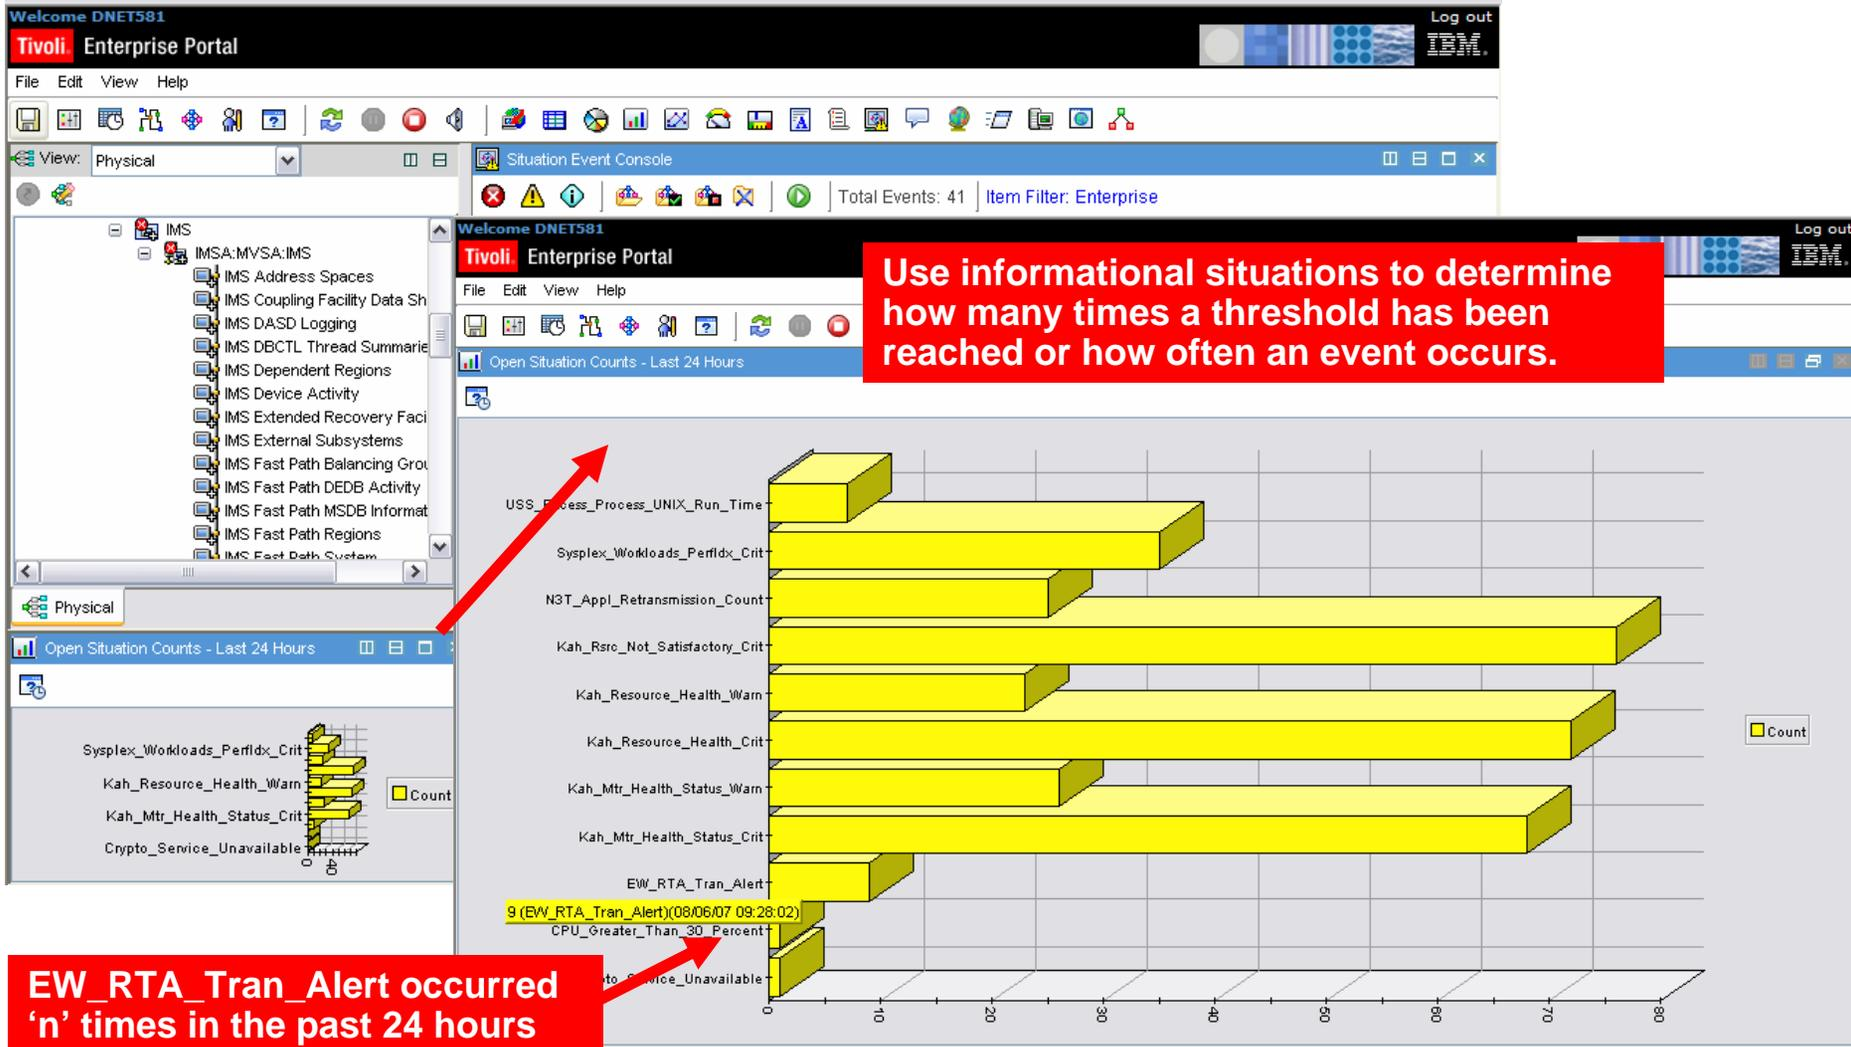 Welcome DNET581
Log out
Tivoli. Enterprise Portal
IBM.
File Edit View Help
View: Physical
Situation Event Console
Total Events: 41 Item Filter: Enterprise
IMS
IMSA:MVSA:IMS
IMS Address Spaces
IMS Coupling Facility Data Sh
IMS DASD Logging
IMS DBCTL Thread Summarie
IMS Dependent Regions
IMS Device Activity
IMS Extended Recovery Faci
IMS External Subsystems
IMS Fast Path Balancing Grou
IMS Fast Path DEDB Activity
IMS Fast Path MSDB Informat
IMS Fast Path Regions
IMS Fast Path System
Physical
Open Situation Counts - Last 24 Hours
Sysplex_Workloads_PerfIdx_Crit
Kah_Resource_Health_Warn
Kah_Mtr_Health_Status_Crit
Crypto_Service_Unavailable
Count
0 40
Welcome DNET581
Log out
Tivoli. Enterprise Portal
IBM.
File Edit View Help
Use informational situations to determine
how many times a threshold has been
reached or how often an event occurs.
Open Situation Counts - Last 24 Hours
Sysplex_Workloads_PerfIdx_Crit
N3T_Appl_Retransmission_Count
Kah_Rsrc_Not_Satisfactory_Crit
Kah_Resource_Health_Warn
Kah_Resource_Health_Crit
Kah_Mtr_Health_Status_Warn
Kah_Mtr_Health_Status_Crit
EW_RTA_Tran_Alert
9 (EW_RTA_Tran_Alert)(08/06/07 09:28:02)
CPU_Greater_Than_30_Percent
Count
0 10 20 30 40 50 60 70 80
EW_RTA_Tran_Alert occurred
‘n’ times in the past 24 hours